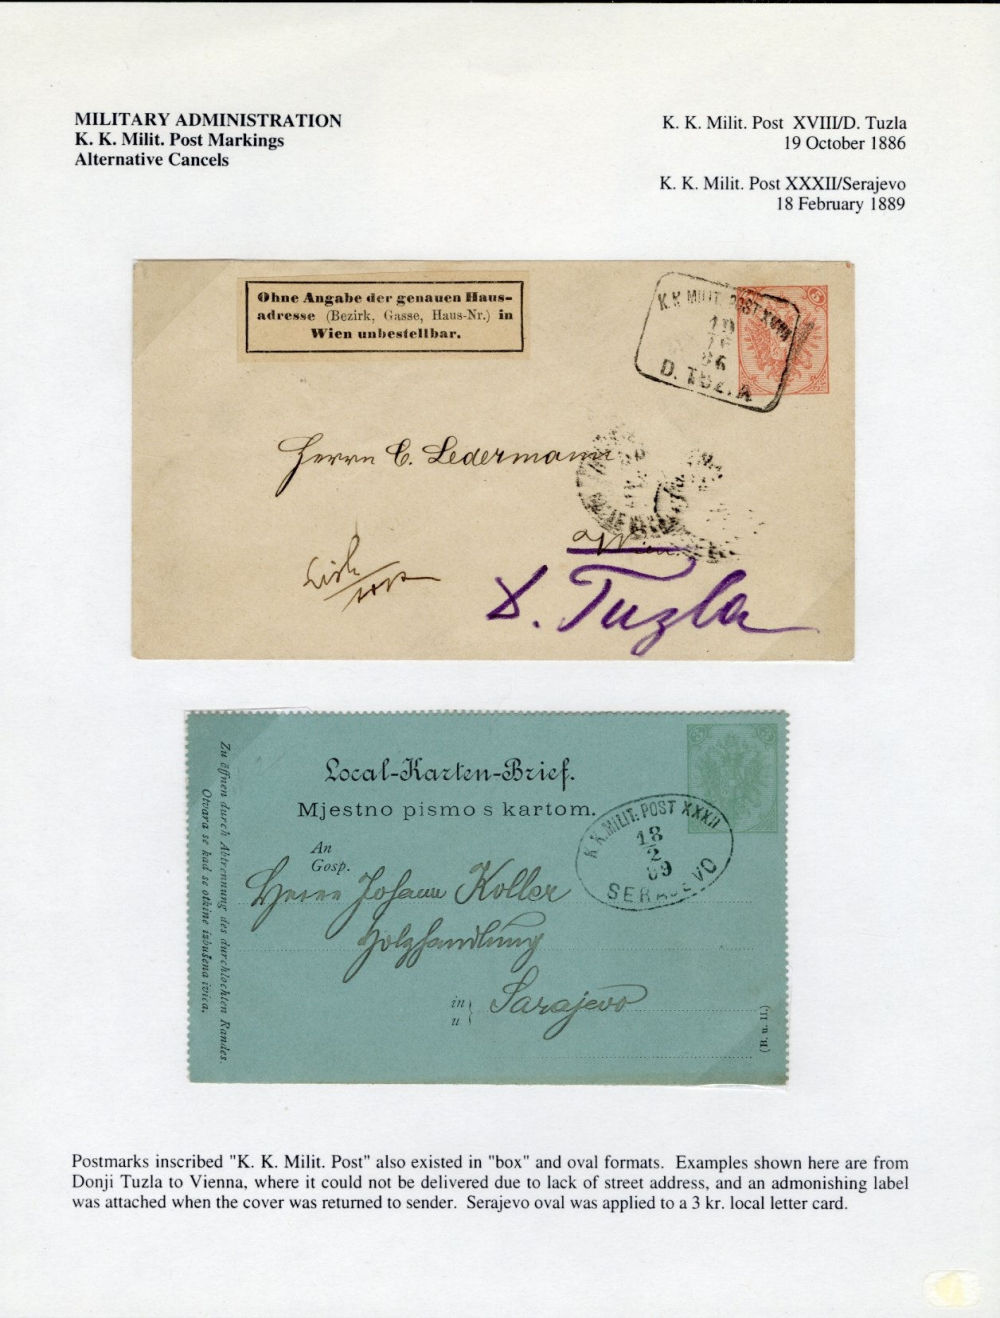 MILITARY ADMINISTRATION
K. K. Milit. Post Markings
Alternative Cancels
K. K. Milit. Post XVIII/D. Tuzla
19 October 1886
K. K. Milit. Post XXXII/Serajevo
18 February 1889
Ohne Angabe der genauen Haus-
adresse (Bezirk, Gasse, Haus-Nr.) in
Wien unbestellbar.
K. K. MILIT. POST XVIII
86
D. TUZLA
5
Herrn C. Ledermann
Wien
D. Tuzla
Local-Karten-Brief.
Mjestno pismo s kartom.
An
Gosp.
Herrn Johann Koller
Holzhandlung
in
u
Sarajevo
K. K. MILIT. POST XXXII
18
2
89
SERAJEVO
Zu öffnen durch Abtrennung des durchlochten Randes.
Otvara se kad se otkine izbušena ivica.
(B. u. H.)
Postmarks inscribed "K. K. Milit. Post" also existed in "box" and oval formats. Examples shown here are from
Donji Tuzla to Vienna, where it could not be delivered due to lack of street address, and an admonishing label
was attached when the cover was returned to sender. Serajevo oval was applied to a 3 kr. local letter card.